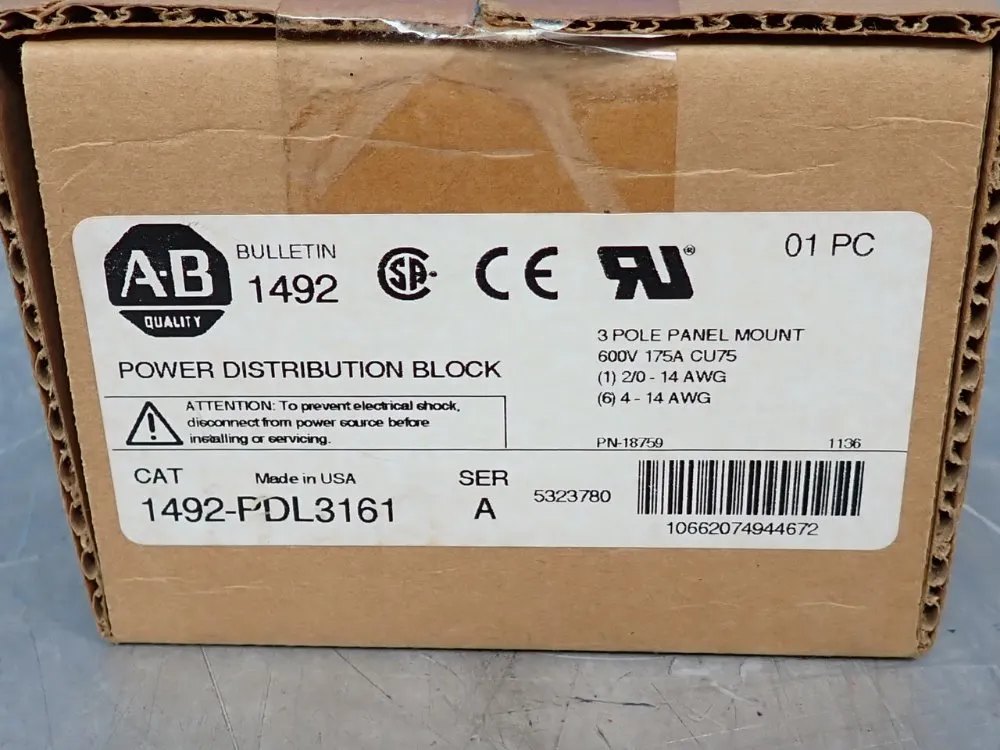 A-B
QUALITY
BULLETIN
1492
SA
CE
RU®
01 PC
POWER DISTRIBUTION BLOCK
3 POLE PANEL MOUNT
600V 175A CU75
(1) 2/0 - 14 AWG
(6) 4 - 14 AWG
ATTENTION: To prevent electrical shock,
disconnect from power source before
installing or servicing.
PN-18759 1136
CAT Made in USA SER
1492-PDL3161 A 5323780
10662074944672